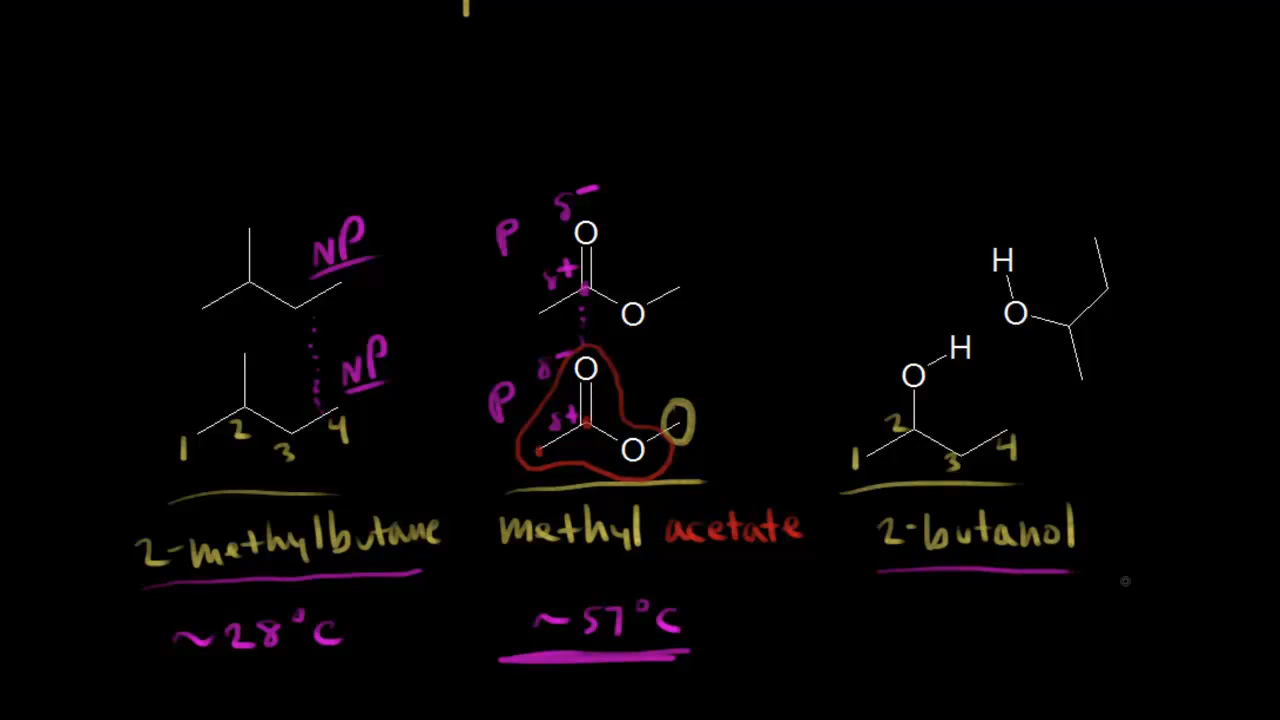 NP
P δ-
O
δ+
O
NP
P δ-
O
δ+
O
H
O
H
O
1 2 3 4
1 2 3 4
2-methylbutane
methyl acetate
2-butanol
~28°C
~57°C